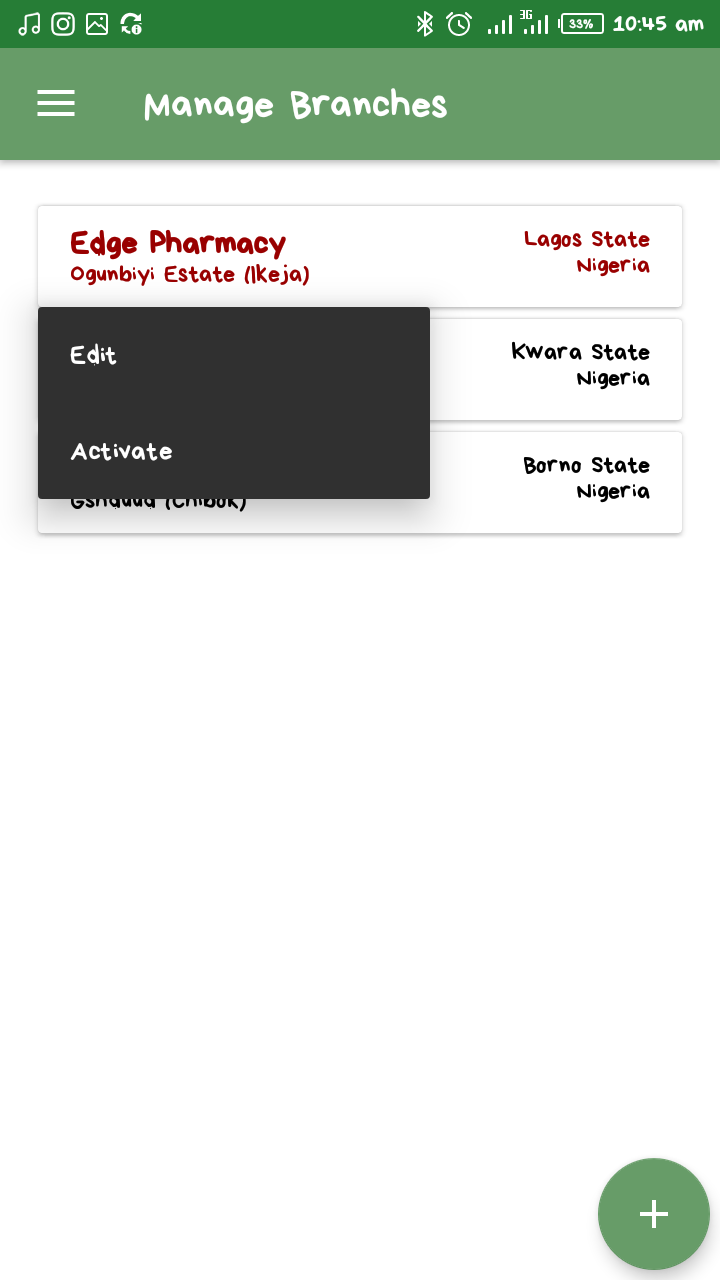 3G 33% 10:45 am
Manage Branches
Edge Pharmacy
Lagos State
Ogunbiyi Estate (Ikeja)
Nigeria
Edit
Kwara State
Nigeria
Activate
Borno State
Nigeria
(Chibok)